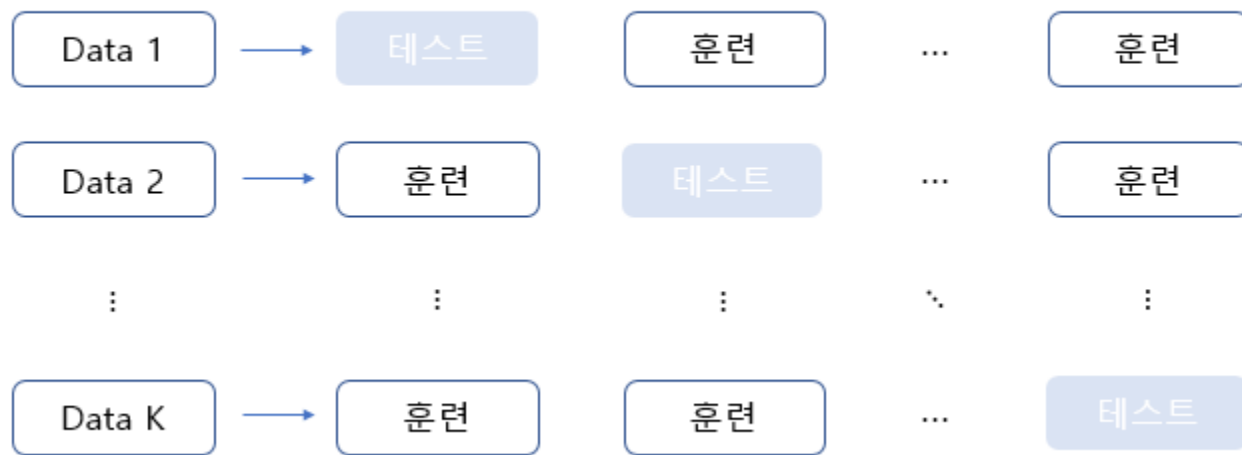 Data 1 테스트 훈련 ... 훈련
Data 2 훈련 테스트 ... 훈련
⋮ ⋮ ⋮ ⋱ ⋮
Data K 훈련 훈련 ... 테스트